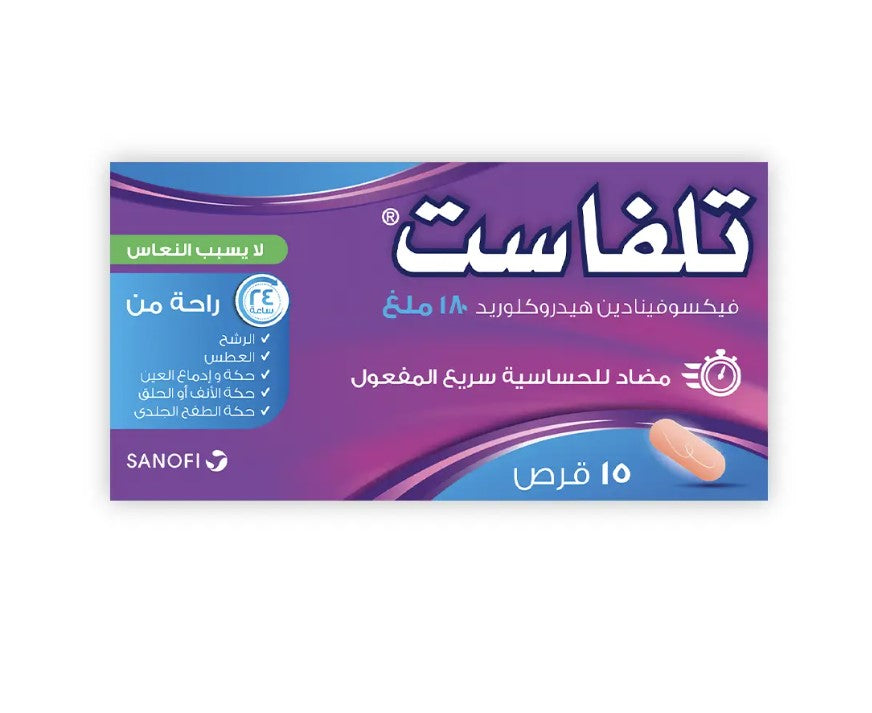 تلفاست®
فيكسوفينادين هيدروكلوريد ١٨٠ ملغ
مضاد للحساسية سريع المفعول
١٥ قرص
لا يسبب النعاس
٢٤ ساعة
راحة من
✓ الرشح
✓ العطس
✓ حكة و إدماع العين
✓ حكة الأنف أو الحلق
✓ حكة الطفح الجلدي
SANOFI